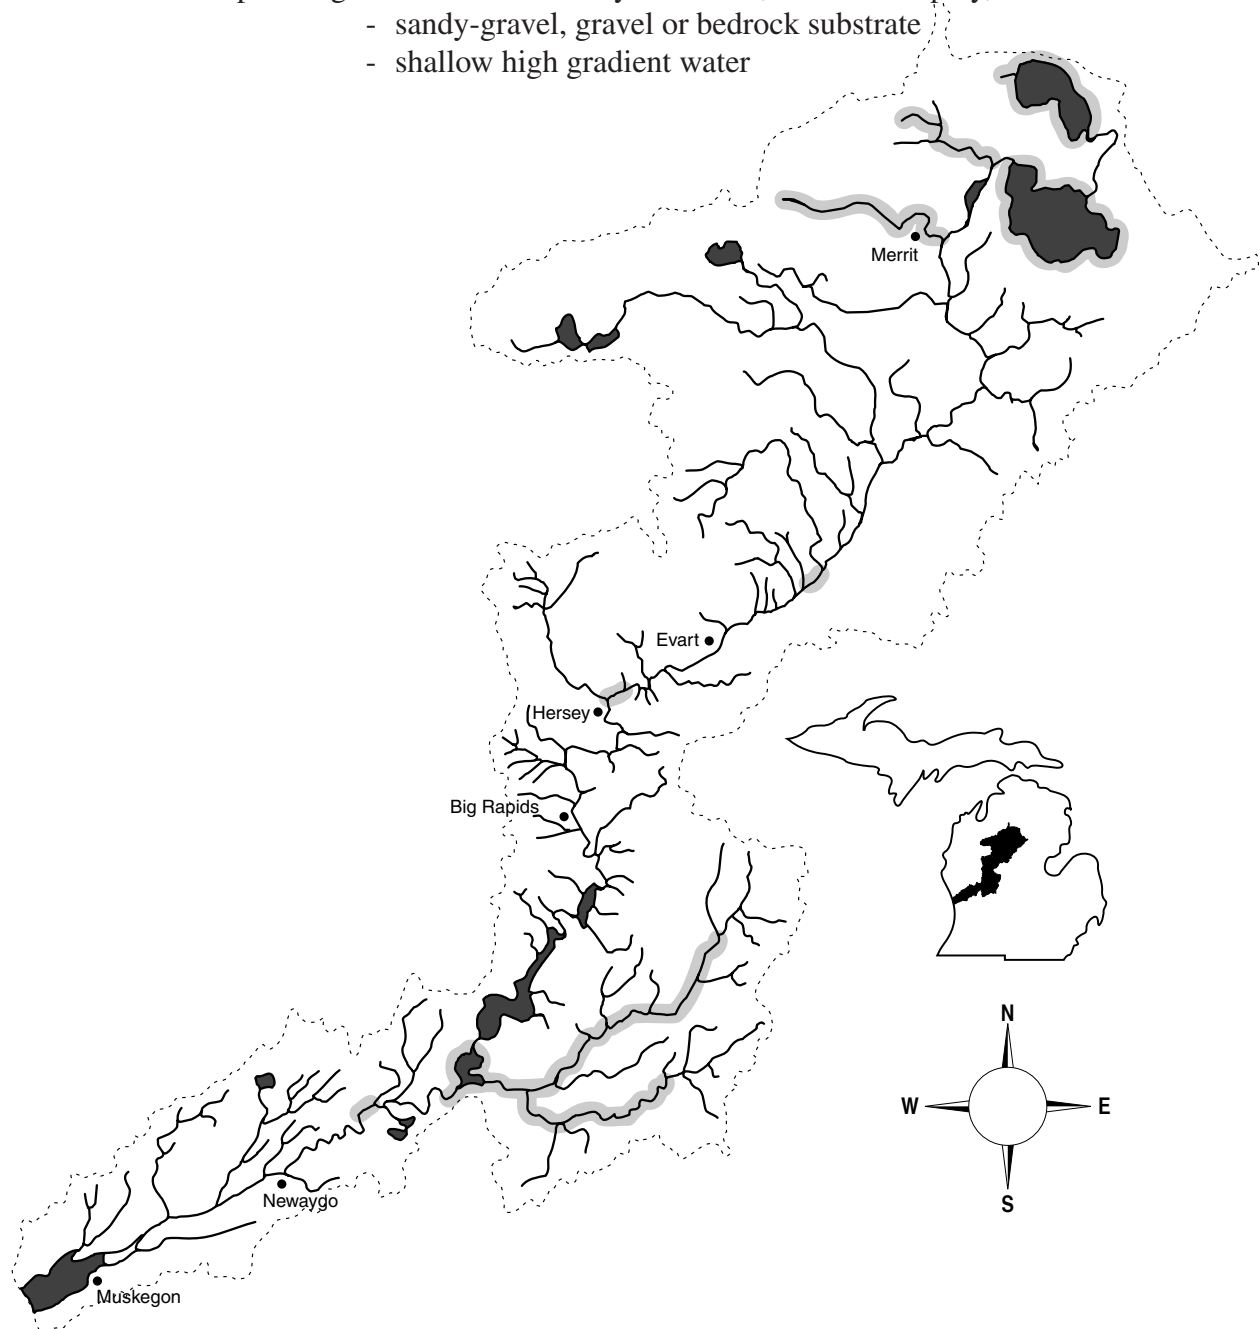 - sandy-gravel, gravel or bedrock substrate
- shallow high gradient water
Merrit
Evart
Hersey
Big Rapids
N
W
E
S
Newaygo
Muskegon